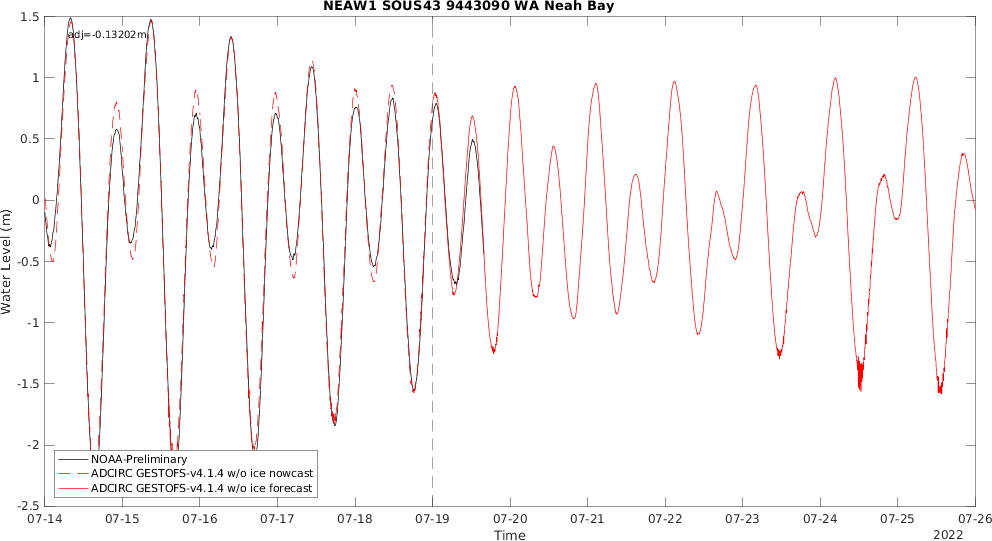 NEAW1 SOUS43 9443090 WA Neah Bay
adj=-0.13202m
1.5
1
0.5
0
-0.5
-1
-1.5
-2
-2.5
Water Level (m)
NOAA-Preliminary
ADCIRC GESTOFS-v4.1.4 w/o ice nowcast
ADCIRC GESTOFS-v4.1.4 w/o ice forecast
07-14 07-15 07-16 07-17 07-18 07-19 07-20 07-21 07-22 07-23 07-24 07-25 07-26
Time
2022